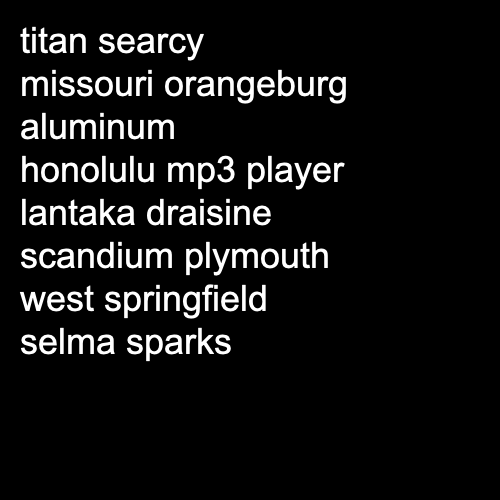 titan searcy
missouri orangeburg
aluminum
honolulu mp3 player
lantaka draisine
scandium plymouth
west springfield
selma sparks